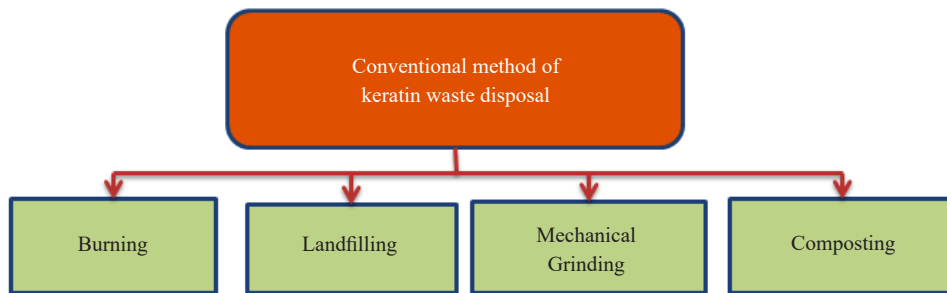 Conventional method of
keratin waste disposal
Burning
Landfilling
Mechanical
Grinding
Composting